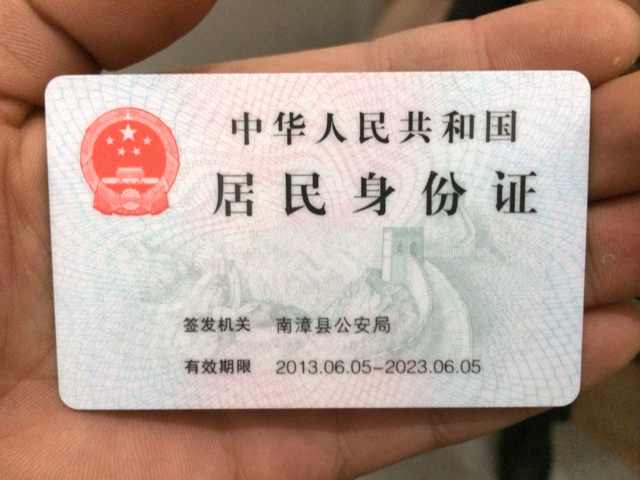 中华人民共和国
居民身份证
签发机关 南漳县公安局
有效期限 2013.06.05-2023.06.05